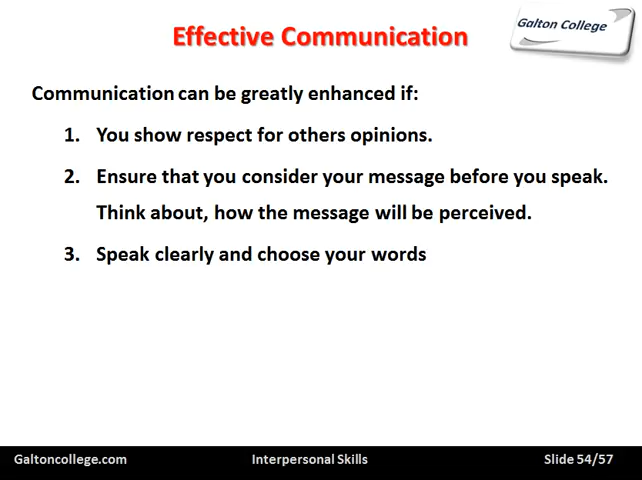 Effective Communication
Galton College
Communication can be greatly enhanced if:
1. You show respect for others opinions.
2. Ensure that you consider your message before you speak.
Think about, how the message will be perceived.
3. Speak clearly and choose your words
Galtoncollege.com
Interpersonal Skills
Slide 54/57